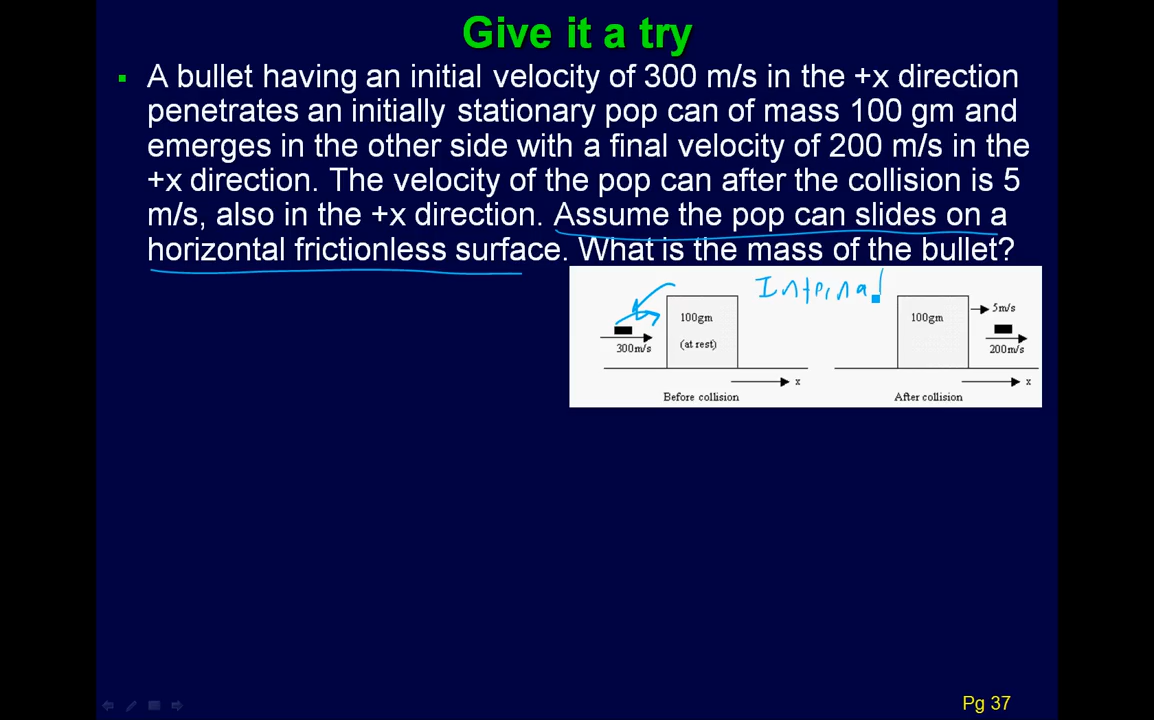 Give it a try
A bullet having an initial velocity of 300 m/s in the +x direction
penetrates an initially stationary pop can of mass 100 gm and
emerges in the other side with a final velocity of 200 m/s in the
+x direction. The velocity of the pop can after the collision is 5
m/s, also in the +x direction. Assume the pop can slides on a
horizontal frictionless surface. What is the mass of the bullet?
Internal
100gm
(at rest)
300m/s
x
Before collision
100gm
5m/s
200m/s
x
After collision
Pg 37